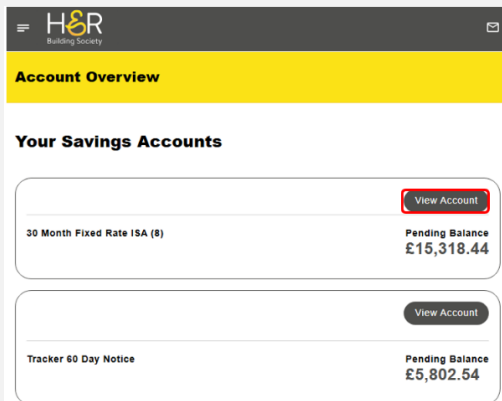 H&R
Building Society
Account Overview
Your Savings Accounts
View Account
30 Month Fixed Rate ISA (8)
Pending Balance
£15,318.44
View Account
Tracker 60 Day Notice
Pending Balance
£5,802.54